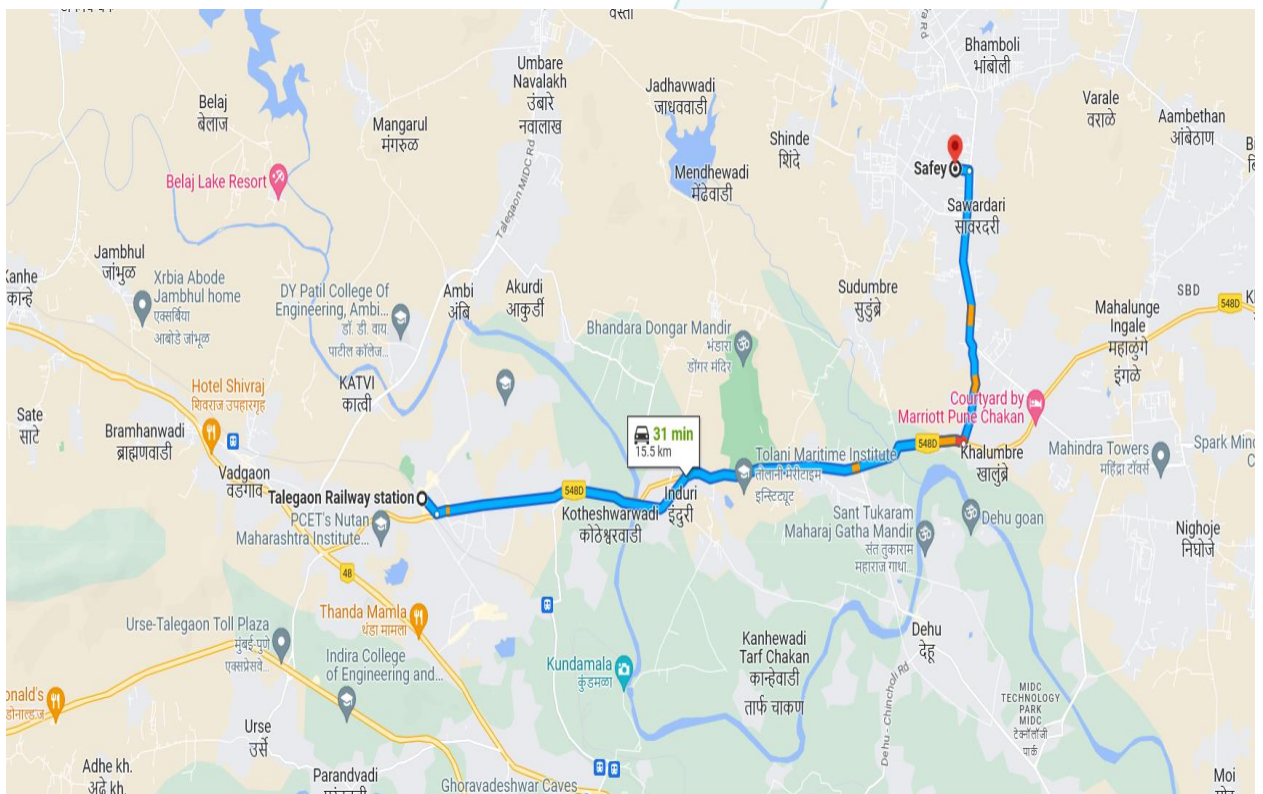 वस्ती
Bhamboli
भांबोली
Umbare
Navalakh
उंबारे
नवालाख
Jadhavwadi
जाधववाडी
Belaj
बेलाज
Mangarul
मंगरुळ
Shinde
शिंदे
Varale
वराळे
Aambethan
आंबेठाण
Belaj Lake Resort
Mendhewadi
मेंढेवाडी
Safey
Sawardari
सावरदरी
Talegaon MIDC Rd
Jambhul
जांभुळ
Kanhe
कान्हे
Xrbia Abode
Jambhul home
एक्सर्बिया
आबोडे जांभूळ
DY Patil College Of
Engineering, Ambi...
डॉ. डी. वाय.
पाटील कॉलेज...
Ambi
अंबि
Akurdi
आकुर्डी
Sudumbre
सुदुंब्रे
SBD
548D
Mahalunge
Ingale
महाळुंगे
इंगळे
Bhandara Dongar Mandir
भंडारा
डोंगर मंदिर
Hotel Shivraj
शिवराज उपहारगृह
KATVI
कात्वी
Courtyard by
Marriott Pune Chakan
Sate
साटे
Bramhanwadi
ब्राह्मणवाडी
31 min
15.5 km
548D
Khalumbre
खालुंब्रे
Mahindra Towers
महिंद्रा टॉवर्स
Tolani Maritime Institute
तोलानी मेरीटाइम
इन्स्टिट्यूट
Vadgaon
वडगाव
Talegaon Railway station
548D
Induri
इंदुरी
PCET's Nutan
Maharashtra Institute...
Kotheshwarwadi
कोठेश्वरवाडी
Sant Tukaram
Maharaj Gatha Mandir
संत तुकाराम
महाराज गाथा...
Dehu goan
Nighoje
निघोजे
48
Thanda Mamla
थंडा मामला
Urse-Talegaon Toll Plaza
मुंबई-पुणे
एक्सप्रेसवे...
Indira College
of Engineering and...
Kundamala
कुंडमळा
Kanhewadi
Tarf Chakan
कान्हेवाडी
तार्फ चाकण
Dehu
देहू
Dehu - Chincholi Rd
MIDC
TECHNOLOGY
PARK
MIDC
टेक्नॉलॉजी
पार्क
Urse
उर्से
Adhe kh.
अढे kh.
Parandvadi
Ghoravadeshwar Caves
Moi